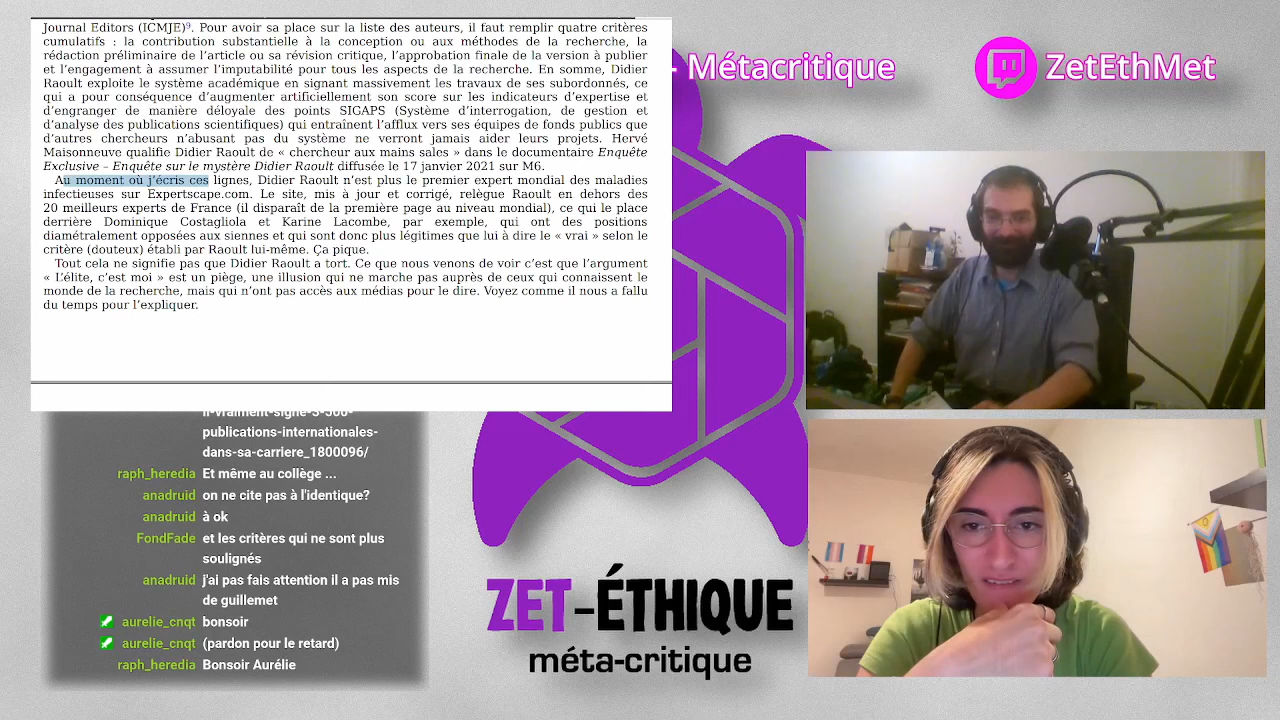 Journal Editors (ICMJE)⁹. Pour avoir sa place sur la liste des auteurs, il faut remplir quatre critères
cumulatifs : la contribution substantielle à la conception ou aux méthodes de la recherche, la
rédaction préliminaire de l’article ou sa révision critique, l’approbation finale de la version à publier
et l’engagement à assumer l’imputabilité pour tous les aspects de la recherche. En somme, Didier
Raoult exploite le système académique en signant massivement les travaux de ses subordonnés, ce
qui a pour conséquence d’augmenter artificiellement son score sur les indicateurs d’expertise et
d’engranger de manière déloyale des points SIGAPS (Système d’interrogation, de gestion et
d’analyse des publications scientifiques) qui entraînent l’afflux vers ses équipes de fonds publics que
d’autres chercheurs n’abusant pas du système ne verront jamais aider leurs projets. Hervé
Maisonneuve qualifie Didier Raoult de « chercheur aux mains sales » dans le documentaire Enquête
Exclusive – Enquête sur le mystère Didier Raoult diffusée le 17 janvier 2021 sur M6.
Au moment où j’écris ces lignes, Didier Raoult n’est plus le premier expert mondial des maladies
infectieuses sur Expertscape.com. Le site, mis à jour et corrigé, relègue Raoult en dehors des
20 meilleurs experts de France (il disparaît de la première page au niveau mondial), ce qui le place
derrière Dominique Costagliola et Karine Lacombe, par exemple, qui ont des positions
diamétralement opposées aux siennes et qui sont donc plus légitimes que lui à dire le « vrai » selon le
critère (douteux) établi par Raoult lui-même. Ça pique.
Tout cela ne signifie pas que Didier Raoult a tort. Ce que nous venons de voir c’est que l’argument
« L’élite, c’est moi » est un piège, une illusion qui ne marche pas auprès de ceux qui connaissent le
monde de la recherche, mais qui n’ont pas accès aux médias pour le dire. Voyez comme il nous a fallu
du temps pour l’expliquer.
- Métacritique
ZetEthMet
il-vraiment-signe-3-500-
publications-internationales-
dans-sa-carriere_1800096/
raph_heredia Et même au collège ...
anadruid on ne cite pas à l'identique?
anadruid à ok
FondFade et les critères qui ne sont plus
soulignés
anadruid j'ai pas fais attention il a pas mis
de guillemet
aurelie_cnqt bonsoir
aurelie_cnqt (pardon pour le retard)
raph_heredia Bonsoir Aurélie
ZET-ÉTHIQUE
méta-critique